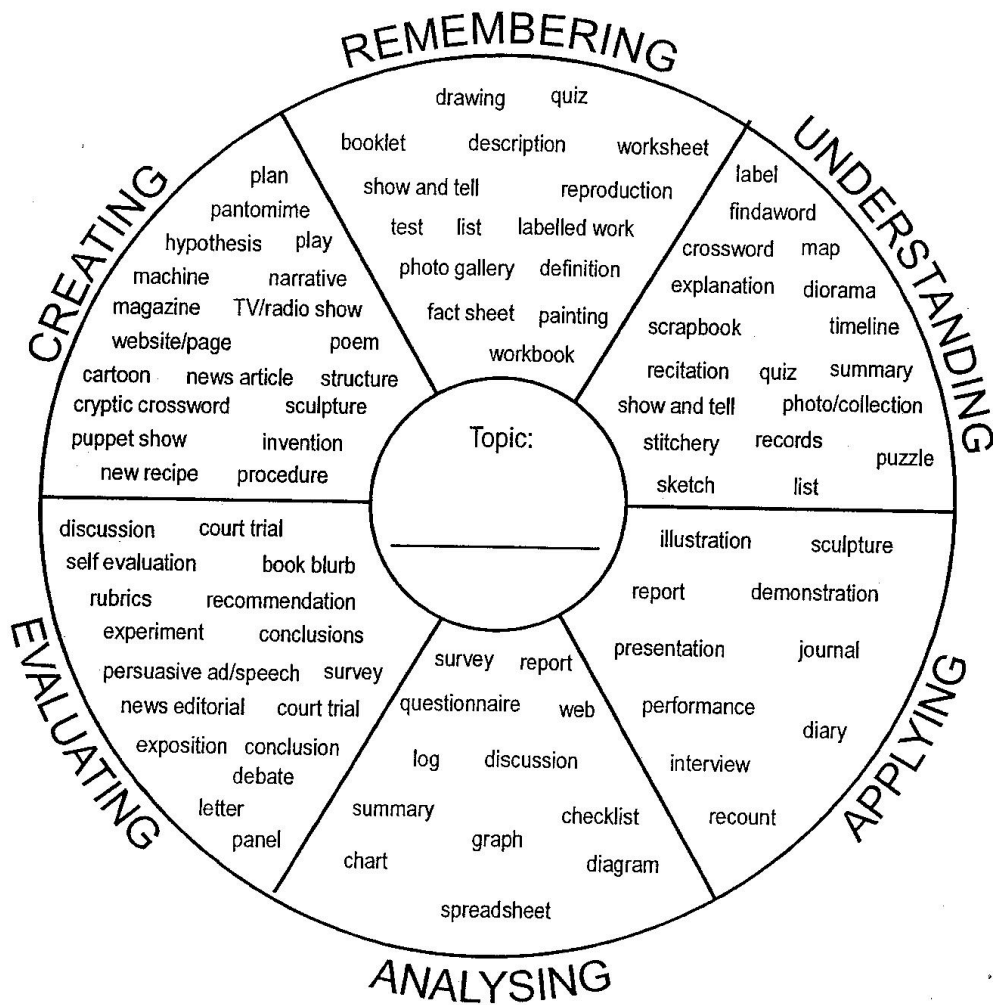 REMEMBERING
drawing quiz
booklet description worksheet
show and tell reproduction
test list labelled work
photo gallery definition
fact sheet painting
workbook
UNDERSTANDING
label
findaword
crossword map
explanation diorama
scrapbook timeline
recitation quiz summary
show and tell photo/collection
stitchery records
puzzle
sketch list
APPLYING
illustration sculpture
report demonstration
presentation journal
performance
diary
interview
recount
ANALYSING
survey report
questionnaire web
log discussion
summary checklist
graph
chart diagram
spreadsheet
EVALUATING
discussion court trial
self evaluation book blurb
rubrics recommendation
experiment conclusions
persuasive ad/speech survey
news editorial court trial
exposition conclusion
debate
letter
panel
CREATING
plan
pantomime
hypothesis play
machine narrative
magazine TV/radio show
website/page poem
cartoon news article structure
cryptic crossword sculpture
puppet show invention
new recipe procedure
Topic: